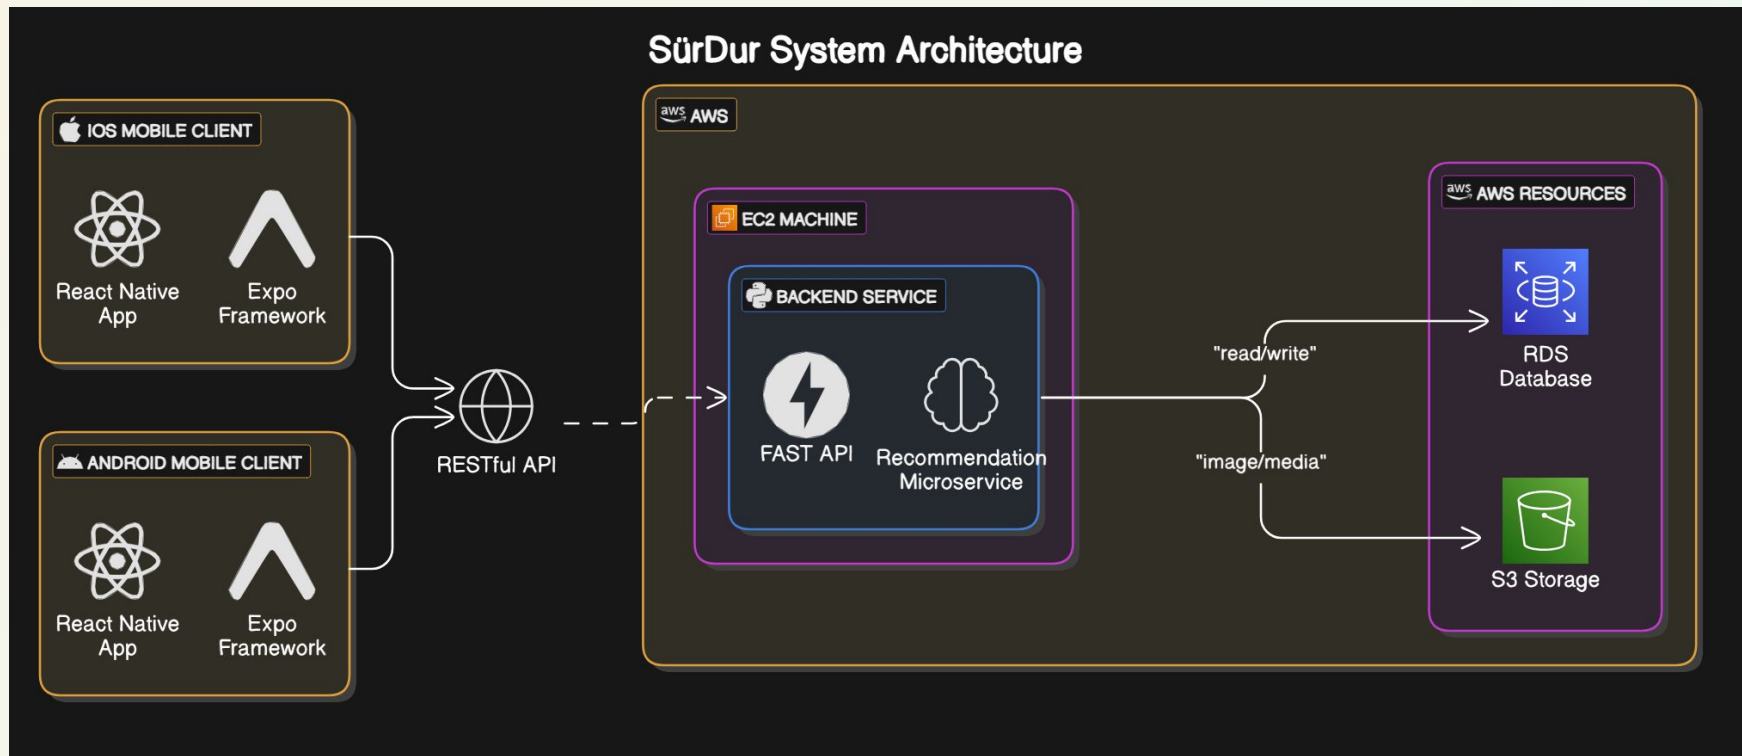 SürDur System Architecture
IOS MOBILE CLIENT
React Native
App
Expo
Framework
ANDROID MOBILE CLIENT
React Native
App
Expo
Framework
RESTful API
aws AWS
EC2 MACHINE
BACKEND SERVICE
FAST API
Recommendation
Microservice
"read/write"
"image/media"
aws AWS RESOURCES
RDS
Database
S3 Storage